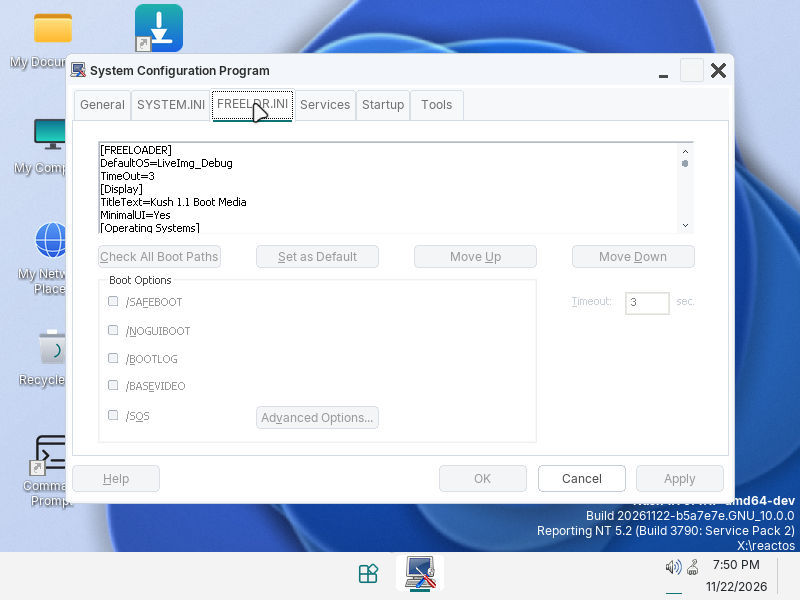 My Docum
My Comp
My Netw
Place
Recycle
Comma
Promp
System Configuration Program
General
SYSTEM.INI
FREELDR.INI
Services
Startup
Tools
[FREELOADER]
DefaultOS=LiveImg_Debug
TimeOut=3
[Display]
TitleText=Kush 1.1 Boot Media
MinimalUI=Yes
[Operating Systems]
Check All Boot Paths
Set as Default
Move Up
Move Down
Boot Options
/SAFEBOOT
/NOGUIBOOT
/BOOTLOG
/BASEVIDEO
/SOS
Advanced Options...
Timeout:
3
sec.
Help
OK
Cancel
Apply
md64-dev
Build 20261122-b5a7e7e.GNU_10.0.0
Reporting NT 5.2 (Build 3790: Service Pack 2)
X:\reactos
7:50 PM
11/22/2026